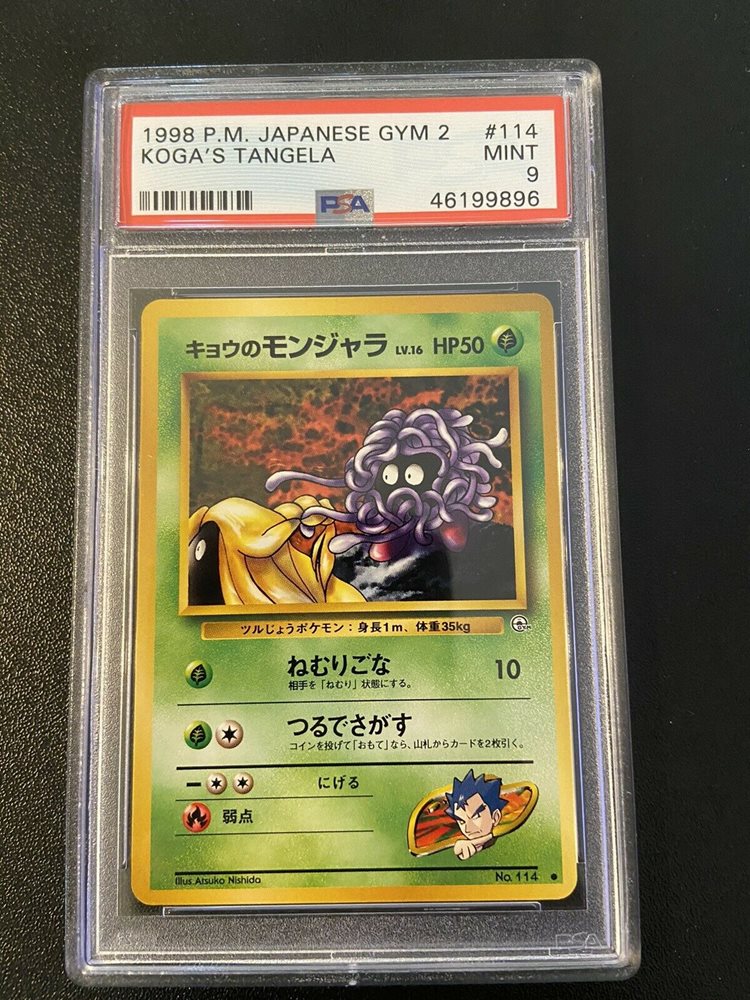 1998 P.M. JAPANESE GYM 2 #114
KOGA'S TANGELA MINT
9
PSA 46199896
キョウのモンジャラ LV.16 HP50
ツルじょうポケモン：身長1m、体重35kg
ねむりごな 10
相手を「ねむり」状態にする。
つるでさがす
コインを投げて「おもて」なら、山札からカードを2枚引く。
にげる
弱点
Illus. Atsuko Nishida No. 114
PSA